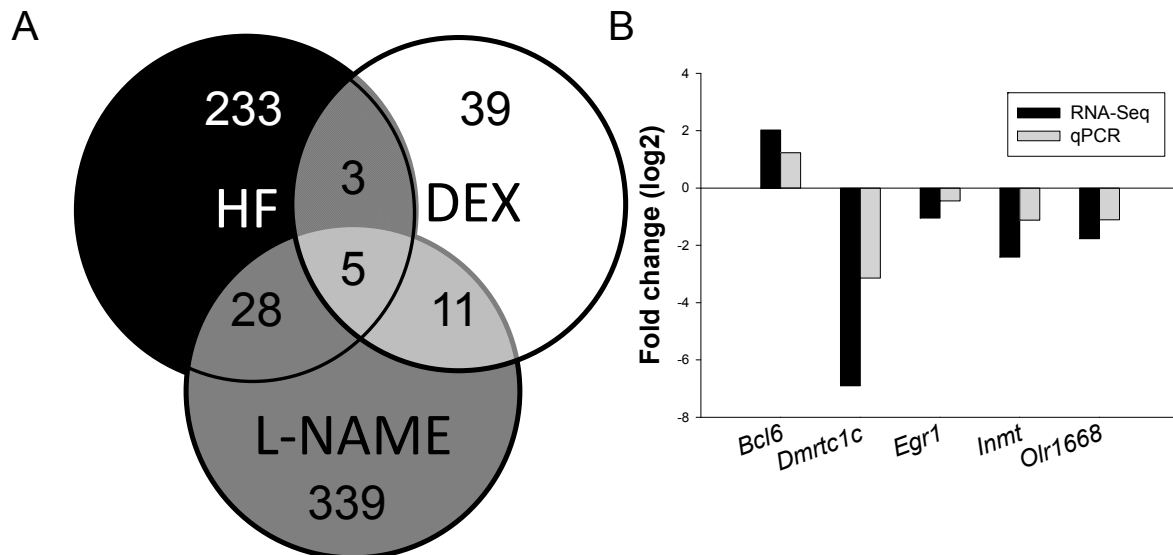 A
233
39
3
HF
DEX
5
28
11
L-NAME
339
B
4
2
0
-2
-4
-6
-8
Fold change (log2)
RNA-Seq
qPCR
Bcl6
Dmrtc1c
Egr1
Inmt
Olr1668